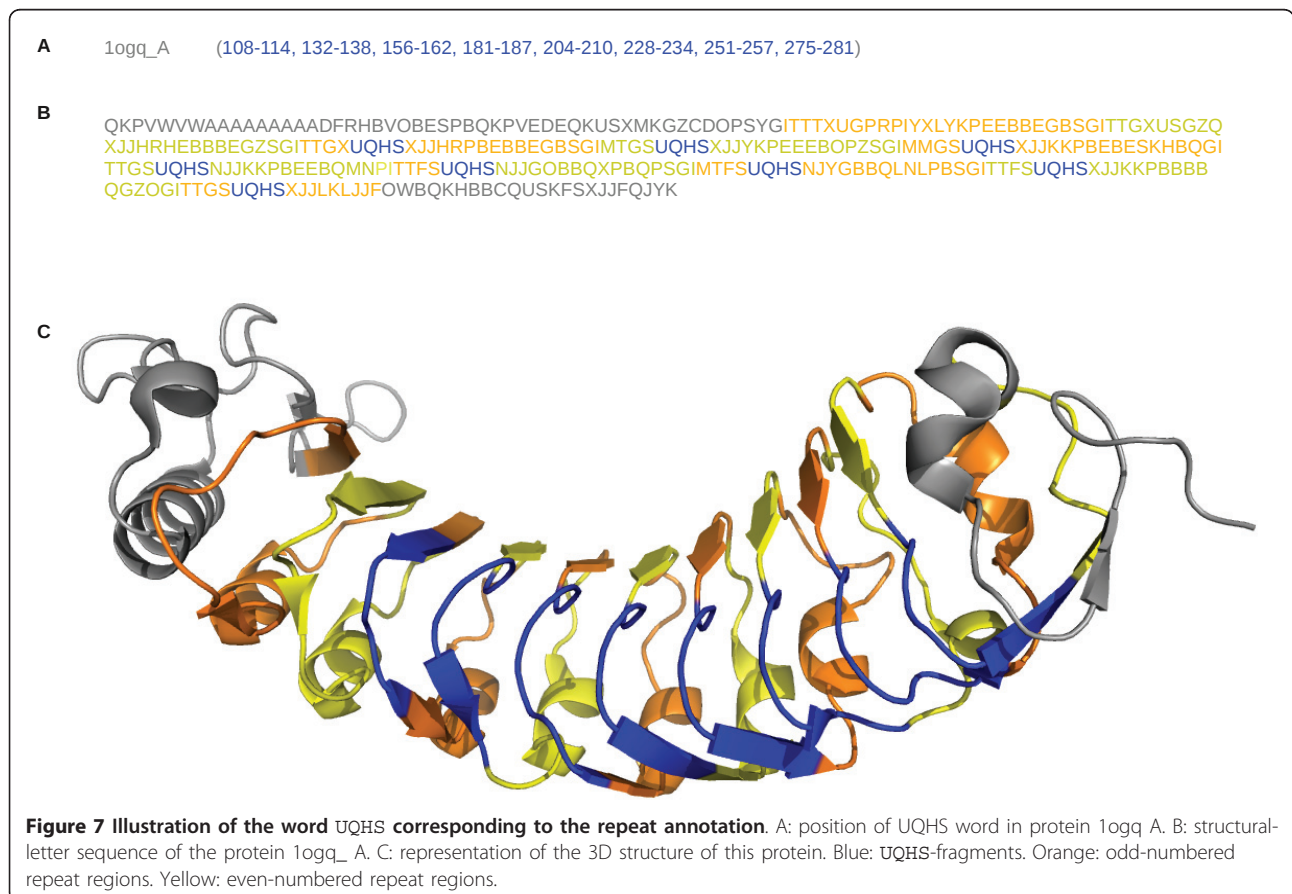 A 1ogq_A (108-114, 132-138, 156-162, 181-187, 204-210, 228-234, 251-257, 275-281)
B
QKPVWVWAAAAAAAAADFRHBVOBESPBQKPVEDEQKUSXMKGZCDOPSYGITTTXUGPRPIYXLYKPEEBBEGBSGITTGXUSGZQ
XJJHRHEBBBEGZSGITTGXUQHSXJJHRPBEBBEGBSGIMTGSUQHSXJJYKPEEEBOPZSGIMMGSUQHSXJJKKPBEBESKHBQGI
TTGSUQHSNJJKKPBEEBQMNPITTFSUQHSNJJGOBBQXPBQPSGIMTFSUQHSNJYGBBQLNLPBSGITTFSUQHSXJJKKPBBBB
QGZOGITTGSUQHSXJJLKLJJFOWBQKHBBCQUSKFSXJJFQJYK
C
Figure 7 Illustration of the word UQHS corresponding to the repeat annotation. A: position of UQHS word in protein 1ogq A. B: structural-
letter sequence of the protein 1ogq_ A. C: representation of the 3D structure of this protein. Blue: UQHS-fragments. Orange: odd-numbered
repeat regions. Yellow: even-numbered repeat regions.